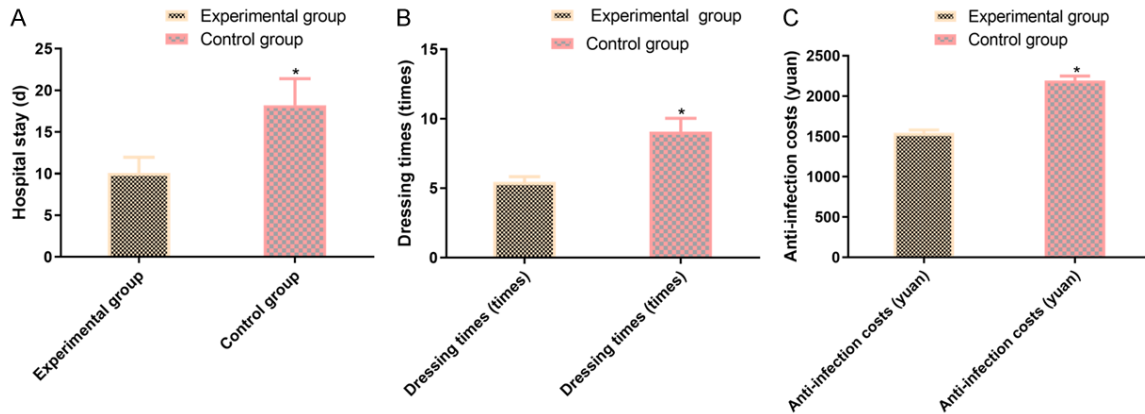 A
Experimental group
Control group
Hospital stay (d)
25
20
15
10
5
0
*
Experimental group
Control group
B
Experimental group
Control group
Dressing times (times)
15
10
5
0
*
Dressing times (times)
Dressing times (times)
C
Experimental group
Control group
Anti-infection costs (yuan)
2500
2000
1500
1000
500
0
*
Anti-infection costs (yuan)
Anti-infection costs (yuan)